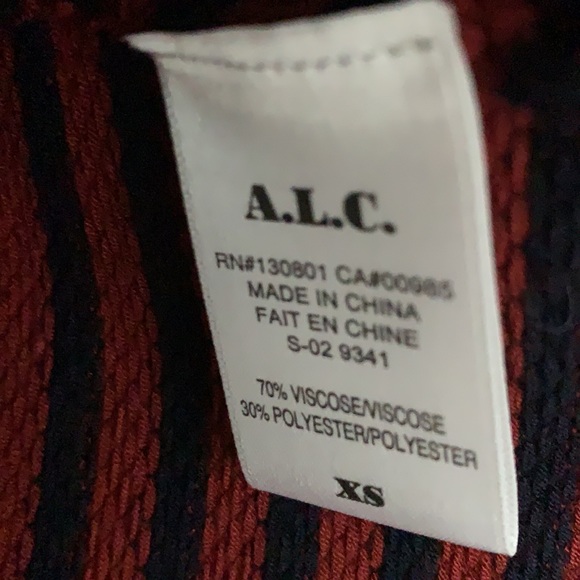 A.L.C.
RN#130801 CA#00985
MADE IN CHINA
FAIT EN CHINE
S-02 9341
70% VISCOSE/VISCOSE
30% POLYESTER/POLYESTER
XS